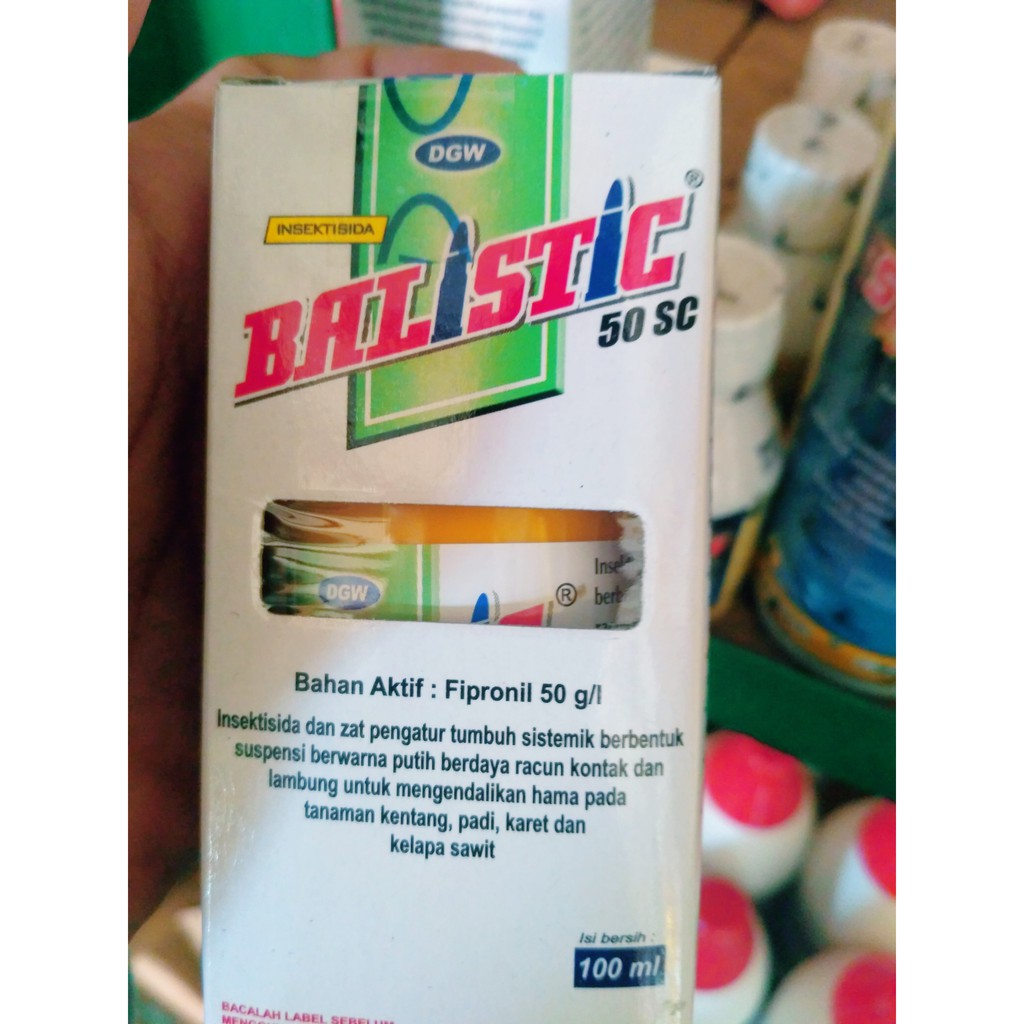 DGW
INSEKTISIDA
BALISTIC®
50 SC
DGW
®
Bahan Aktif : Fipronil 50 g/l
Insektisida dan zat pengatur tumbuh sistemik berbentuk
suspensi berwarna putih berdaya racun kontak dan
lambung untuk mengendalikan hama pada
tanaman kentang, padi, karet dan
kelapa sawit
Isi bersih :
100 ml
BACALAH LABEL SEBELUM